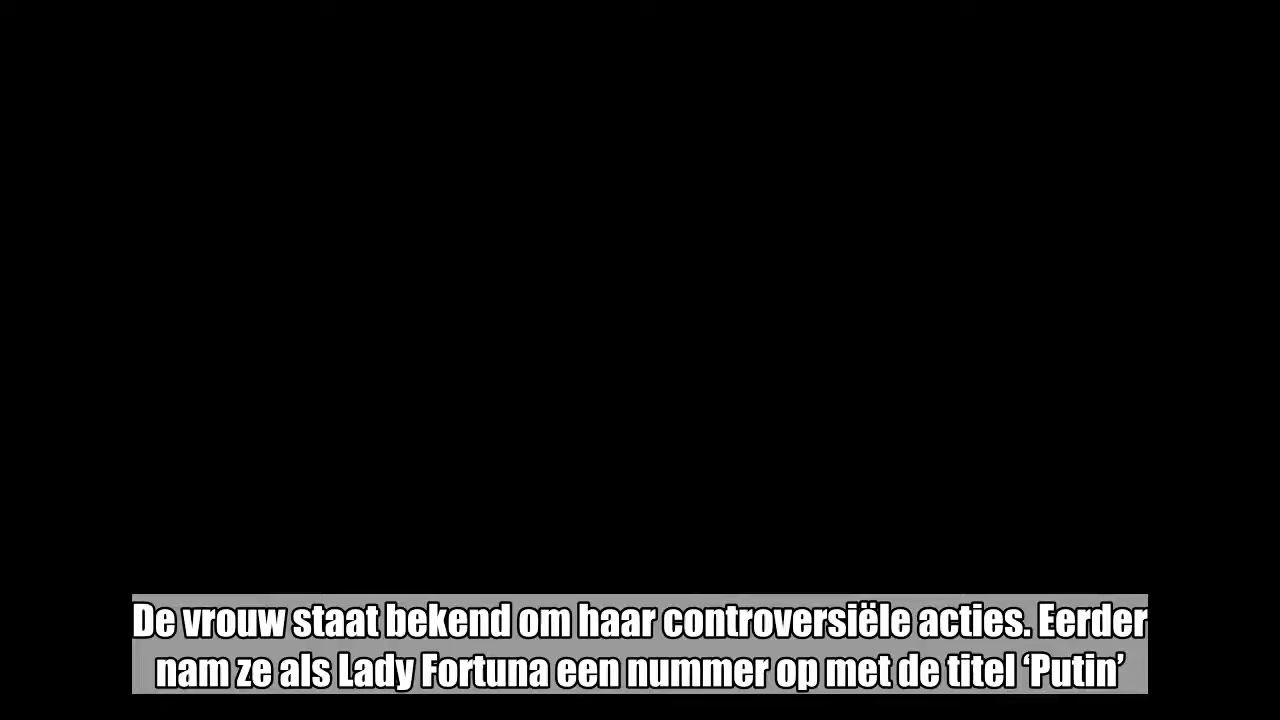 De vrouw staat bekend om haar controversiële acties. Eerder
nam ze als Lady Fortuna een nummer op met de titel ‘Putin’